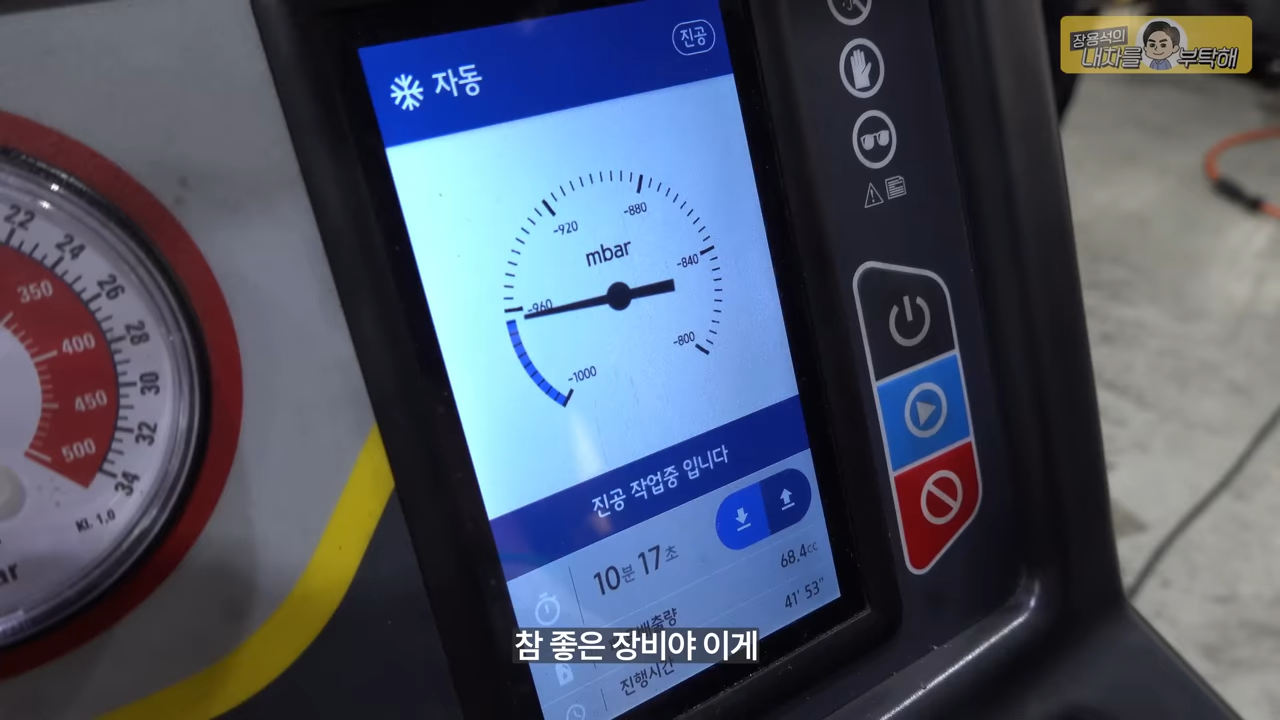 진공
자동
-920
-880
mbar
-840
-960
-800
-1000
진공 작업중 입니다
10분 17초
68.4cc
배출량
41' 53"
진행시간
22
24
26
28
30
32
34
350
400
450
500
Kl. 1.0
장용석의
내차를 부탁해
참 좋은 장비야 이게